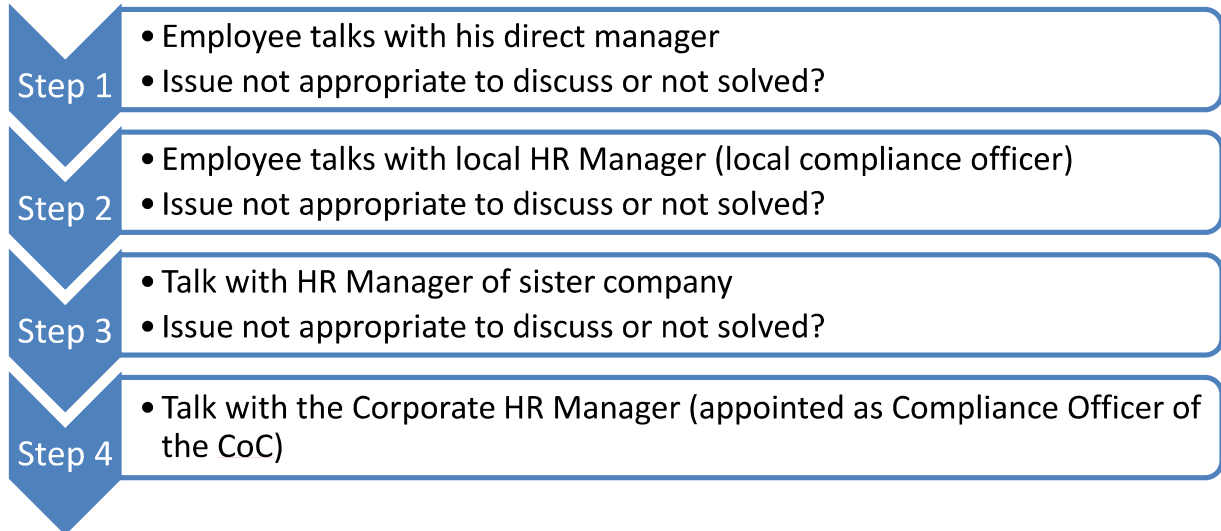 Step 1
• Employee talks with his direct manager
• Issue not appropriate to discuss or not solved?
Step 2
• Employee talks with local HR Manager (local compliance officer)
• Issue not appropriate to discuss or not solved?
Step 3
• Talk with HR Manager of sister company
• Issue not appropriate to discuss or not solved?
Step 4
• Talk with the Corporate HR Manager (appointed as Compliance Officer of
the CoC)